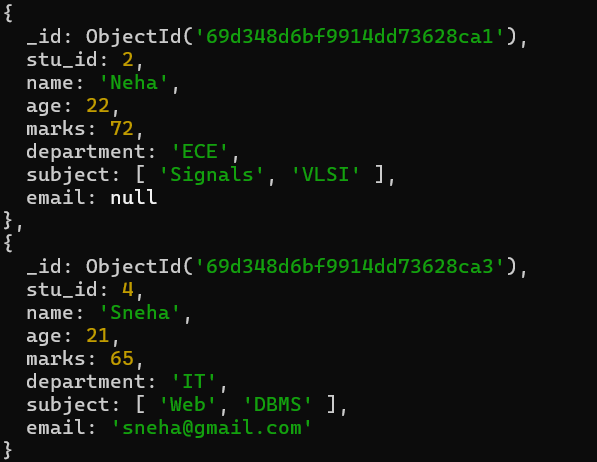 {
  _id: ObjectId('69d348d6bf9914dd73628ca1'),
  stu_id: 2,
  name: 'Neha',
  age: 22,
  marks: 72,
  department: 'ECE',
  subject: [ 'Signals', 'VLSI' ],
  email: null
},
{
  _id: ObjectId('69d348d6bf9914dd73628ca3'),
  stu_id: 4,
  name: 'Sneha',
  age: 21,
  marks: 65,
  department: 'IT',
  subject: [ 'Web', 'DBMS' ],
  email: 'sneha@gmail.com'
}